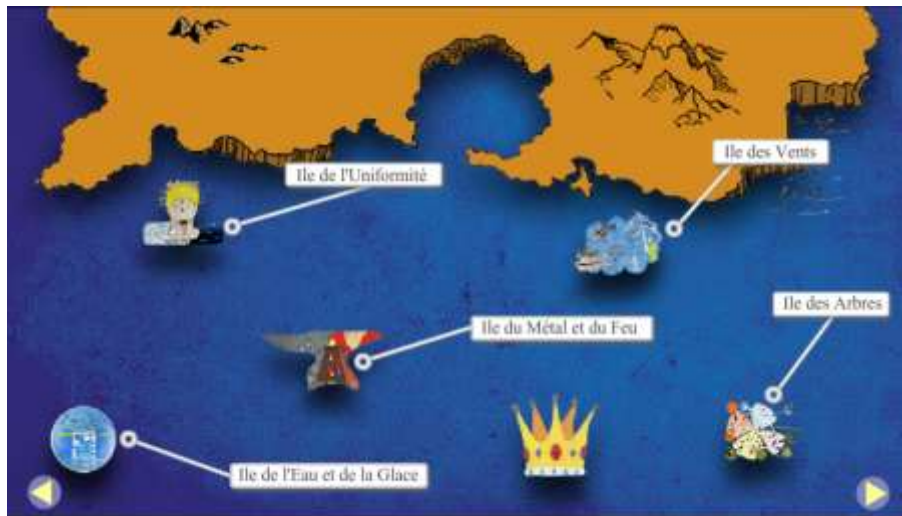 Ile des Vents
Ile de l'Uniformité
Ile des Arbres
Ile du Métal et du Feu
Ile de l'Eau et de la Glace